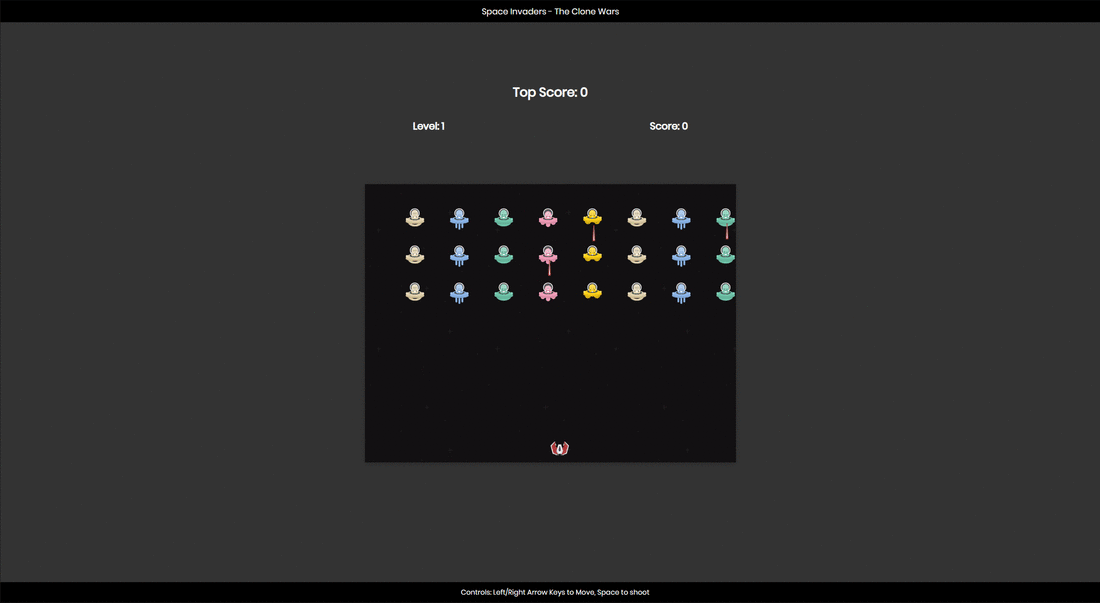 Space Invaders - The Clone Wars
Top Score: 0
Level: 1
Score: 0
Controls: Left/Right Arrow Keys to Move, Space to shoot